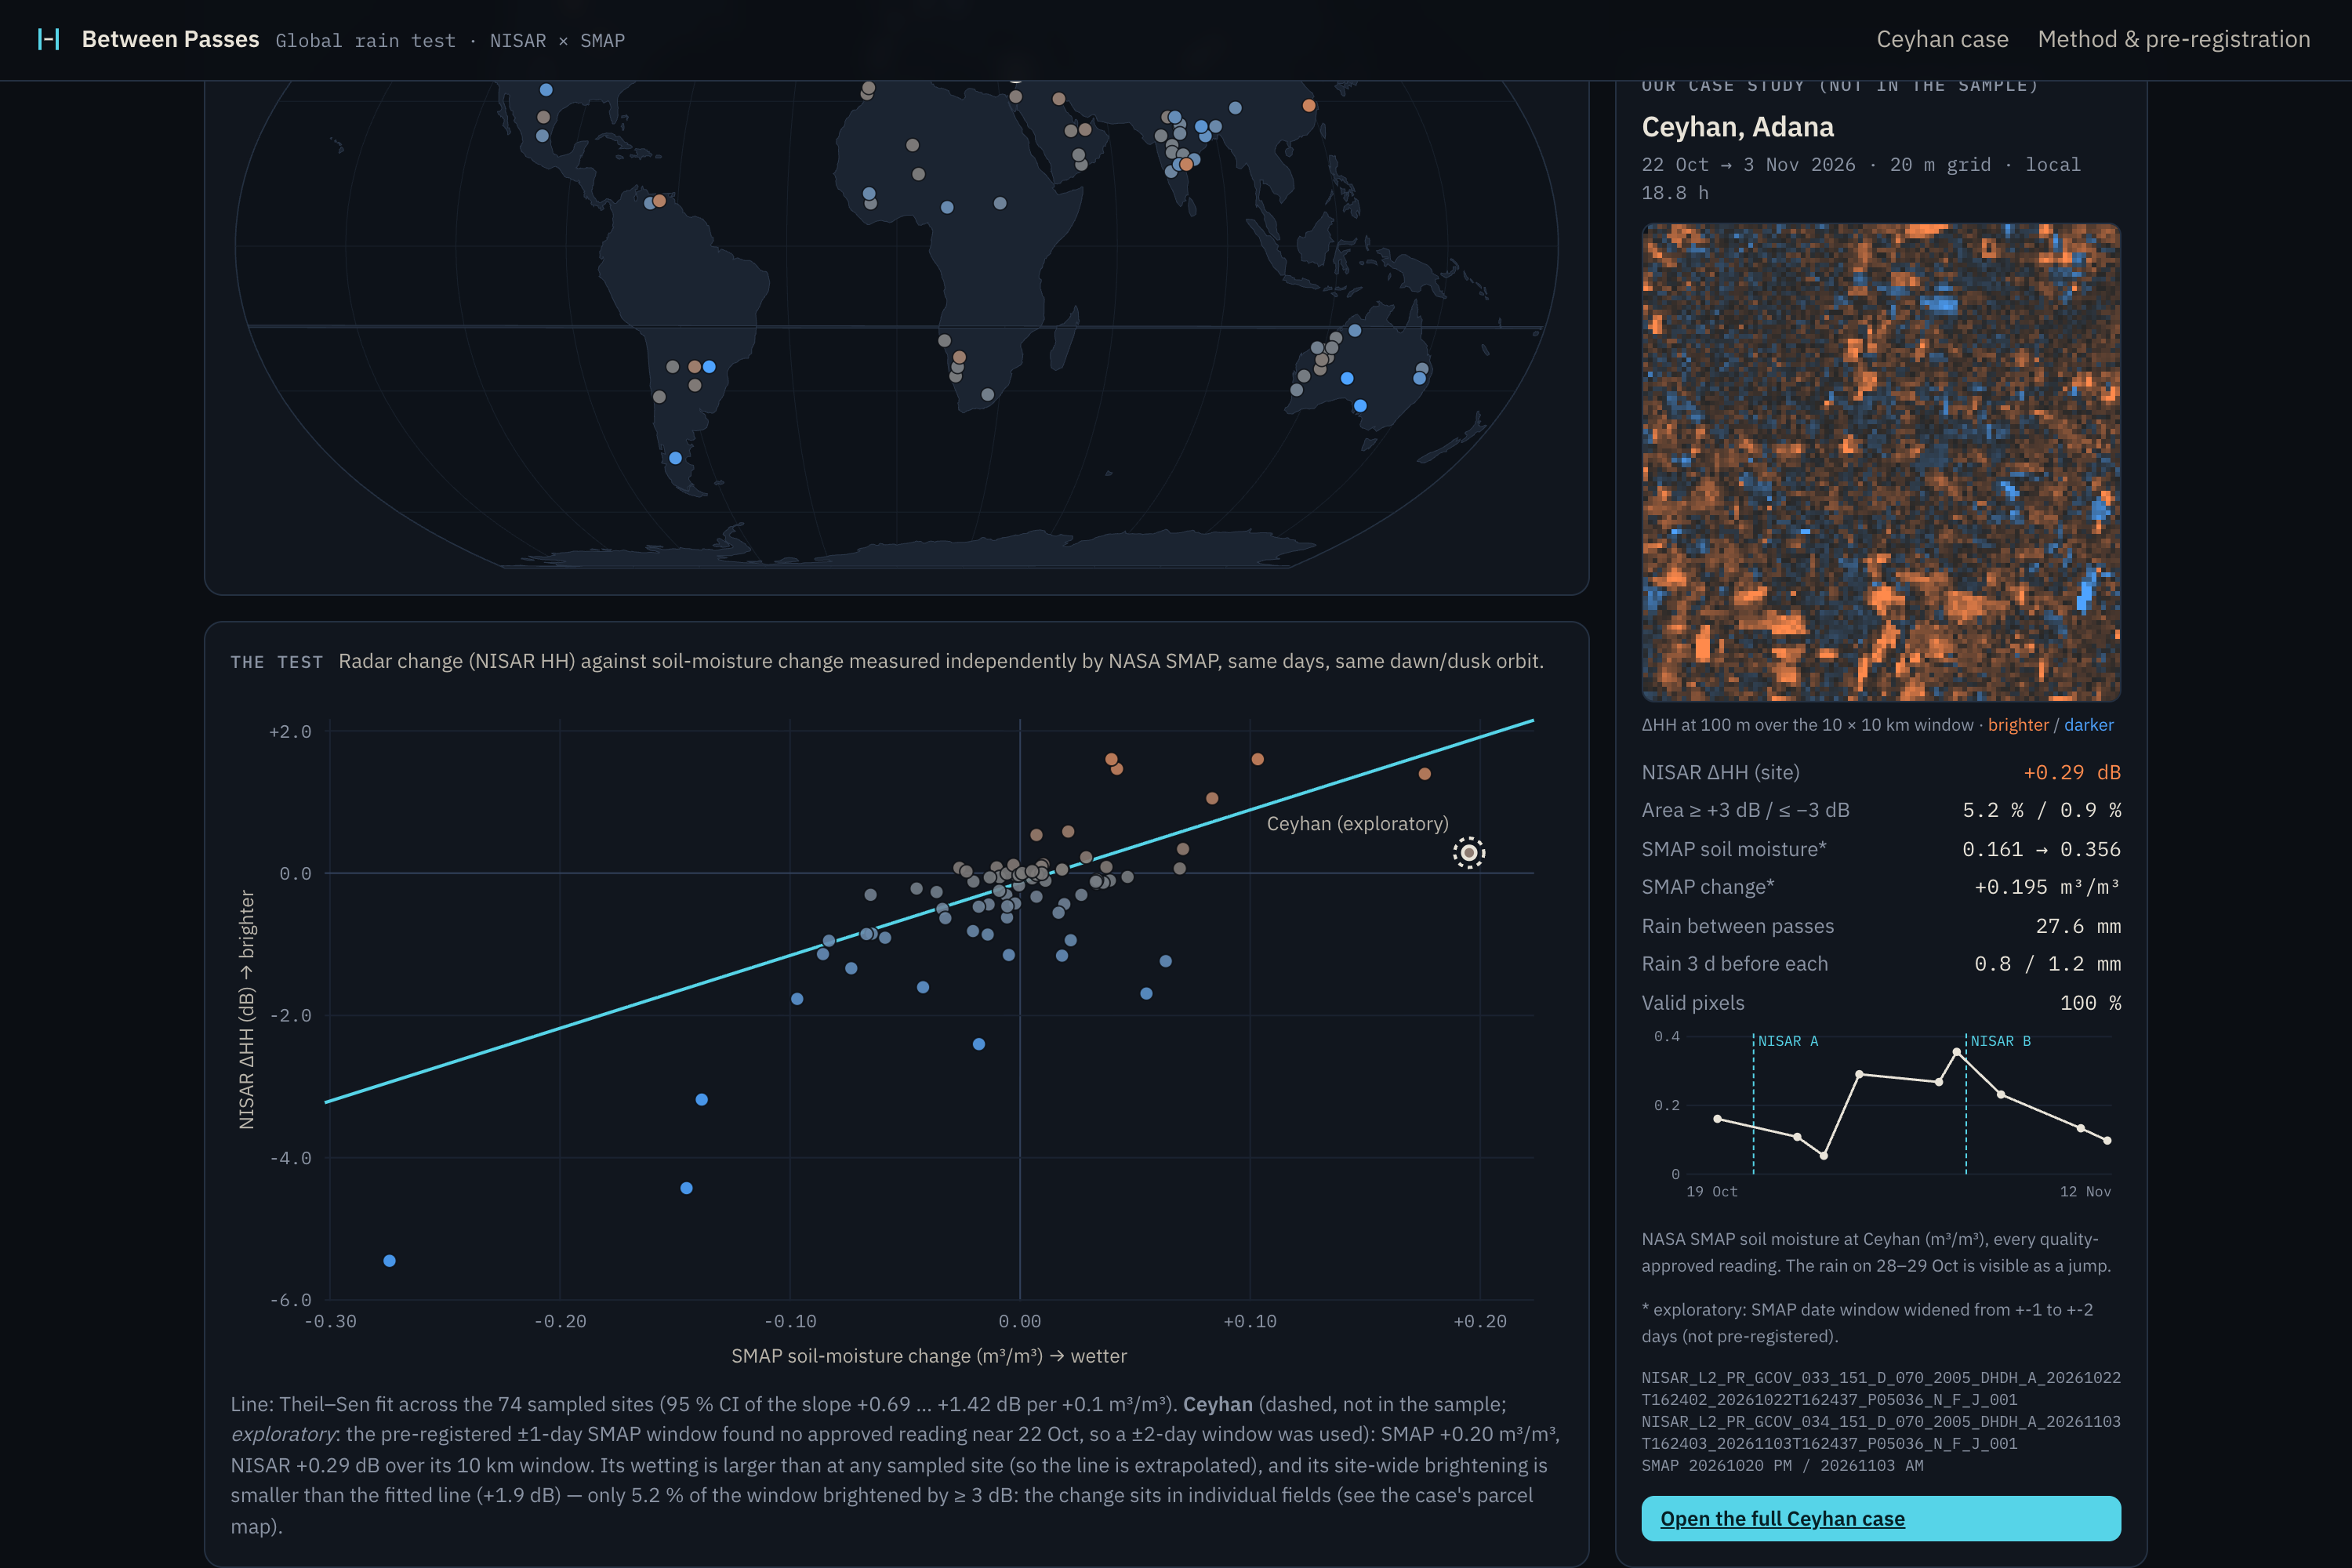 Between Passes Global rain test · NISAR × SMAP
Ceyhan case Method & pre-registration
THE TEST Radar change (NISAR HH) against soil-moisture change measured independently by NASA SMAP, same days, same dawn/dusk orbit.
+2.0
0.0
-2.0
-4.0
-6.0
NISAR ΔHH (dB) → brighter
Ceyhan (exploratory)
-0.30 -0.20 -0.10 0.00 +0.10 +0.20
SMAP soil-moisture change (m³/m³) → wetter
Line: Theil–Sen fit across the 74 sampled sites (95 % CI of the slope +0.69 … +1.42 dB per +0.1 m³/m³). Ceyhan (dashed, not in the sample;
exploratory: the pre-registered ±1-day SMAP window found no approved reading near 22 Oct, so a ±2-day window was used): SMAP +0.20 m³/m³,
NISAR +0.29 dB over its 10 km window. Its wetting is larger than at any sampled site (so the line is extrapolated), and its site-wide brightening is
smaller than the fitted line (+1.9 dB) — only 5.2 % of the window brightened by ≥ 3 dB: the change sits in individual fields (see the case's parcel
map).
OUR CASE STUDY (NOT IN THE SAMPLE)
Ceyhan, Adana
22 Oct → 3 Nov 2026 · 20 m grid · local
18.8 h
ΔHH at 100 m over the 10 × 10 km window · brighter / darker
NISAR ΔHH (site) +0.29 dB
Area ≥ +3 dB / ≤ −3 dB 5.2 % / 0.9 %
SMAP soil moisture* 0.161 → 0.356
SMAP change* +0.195 m³/m³
Rain between passes 27.6 mm
Rain 3 d before each 0.8 / 1.2 mm
Valid pixels 100 %
0.4 NISAR A NISAR B
0.2
0
19 Oct 12 Nov
NASA SMAP soil moisture at Ceyhan (m³/m³), every quality-
approved reading. The rain on 28–29 Oct is visible as a jump.
* exploratory: SMAP date window widened from +-1 to +-2
days (not pre-registered).
NISAR_L2_PR_GCOV_033_151_D_070_2005_DHDH_A_20261022
T162402_20261022T162437_P05036_N_F_J_001
NISAR_L2_PR_GCOV_034_151_D_070_2005_DHDH_A_20261103
T162403_20261103T162437_P05036_N_F_J_001
SMAP 20261020 PM / 20261103 AM
Open the full Ceyhan case